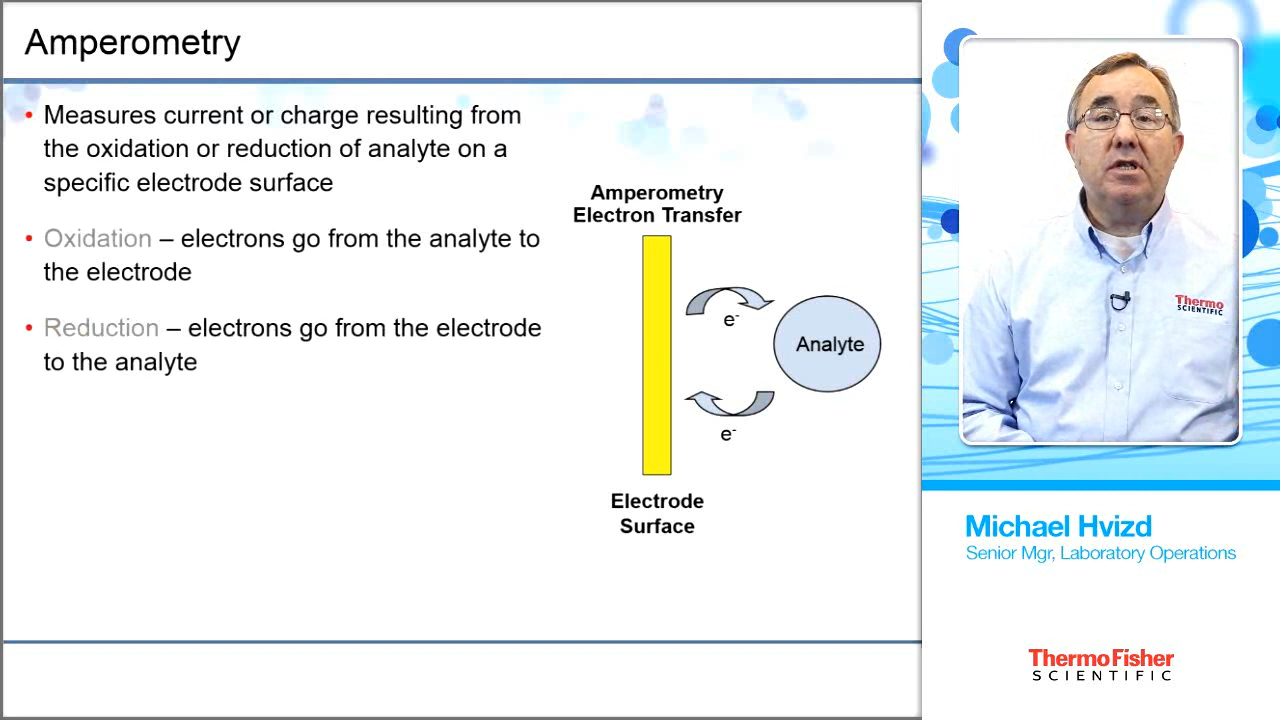 Amperometry
• Measures current or charge resulting from
the oxidation or reduction of analyte on a
specific electrode surface
• Oxidation – electrons go from the analyte to
the electrode
• Reduction – electrons go from the electrode
to the analyte
Amperometry
Electron Transfer
e-
Analyte
e-
Electrode
Surface
Thermo
SCIENTIFIC
Michael Hvizd
Senior Mgr, Laboratory Operations
ThermoFisher
SCIENTIFIC